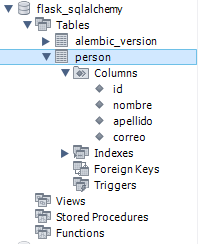 flask_sqlalchemy
Tables
alembic_version
person
Columns
id
nombre
apellido
correo
Indexes
Foreign Keys
Triggers
Views
Stored Procedures
Functions